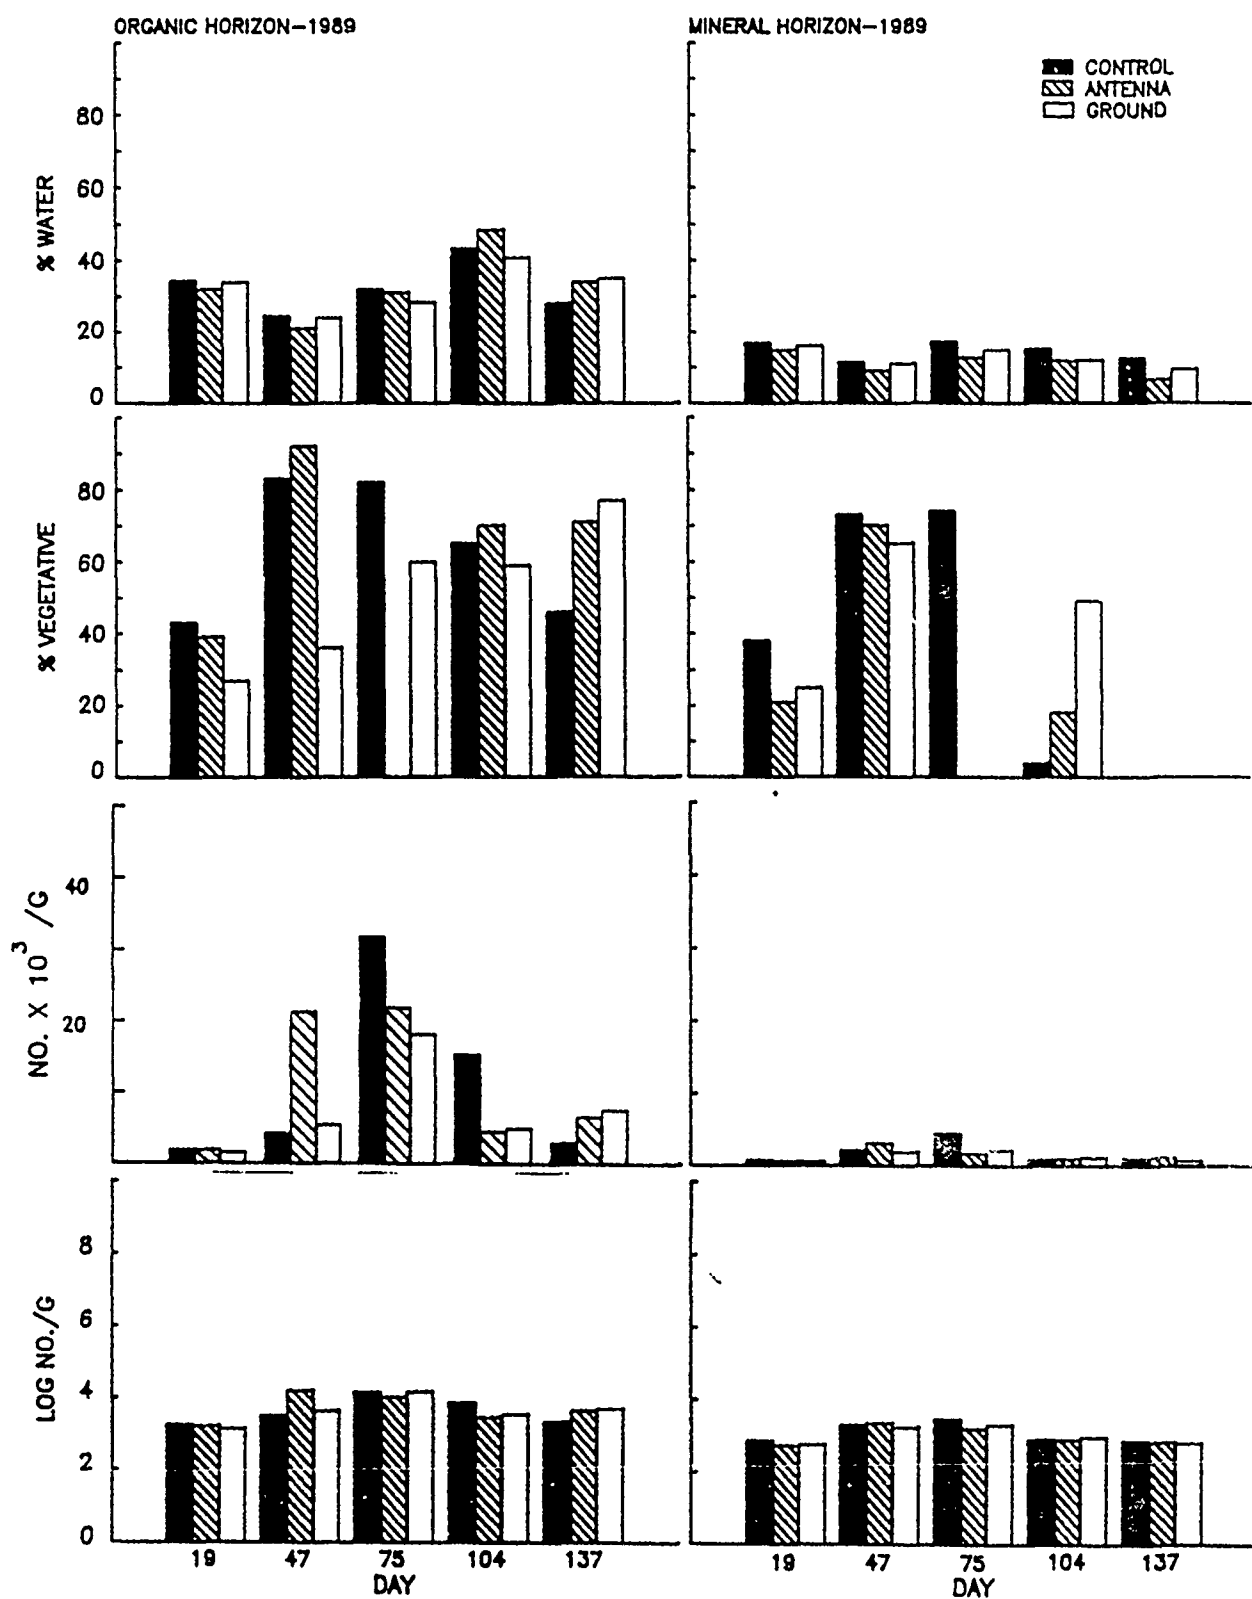 ORGANIC HORIZON–1989
MINERAL HORIZON–1989
CONTROL
ANTENNA
GROUND
% WATER
80
60
40
20
0
% VEGETATIVE
80
60
40
20
0
NO. X 10³ /G
40
20
LOG NO./G
8
6
4
2
0
19 47 75 104 137
DAY
19 47 75 104 137
DAY